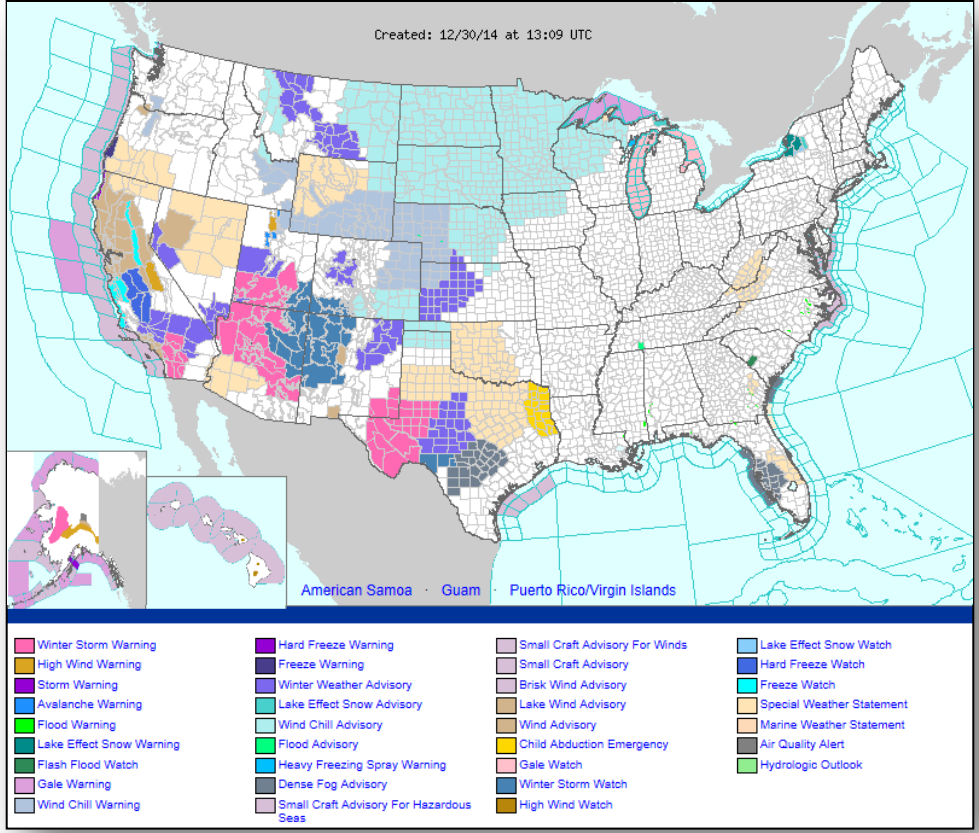 Created: 12/30/14 at 13:09 UTC
American Samoa · Guam · Puerto Rico/Virgin Islands
Winter Storm Warning
High Wind Warning
Storm Warning
Avalanche Warning
Flood Warning
Lake Effect Snow Warning
Flash Flood Watch
Gale Warning
Wind Chill Warning
Hard Freeze Warning
Freeze Warning
Winter Weather Advisory
Lake Effect Snow Advisory
Wind Chill Advisory
Flood Advisory
Heavy Freezing Spray Warning
Dense Fog Advisory
Small Craft Advisory For Hazardous
Seas
Small Craft Advisory For Winds
Small Craft Advisory
Brisk Wind Advisory
Lake Wind Advisory
Wind Advisory
Child Abduction Emergency
Gale Watch
Winter Storm Watch
High Wind Watch
Lake Effect Snow Watch
Hard Freeze Watch
Freeze Watch
Special Weather Statement
Marine Weather Statement
Air Quality Alert
Hydrologic Outlook